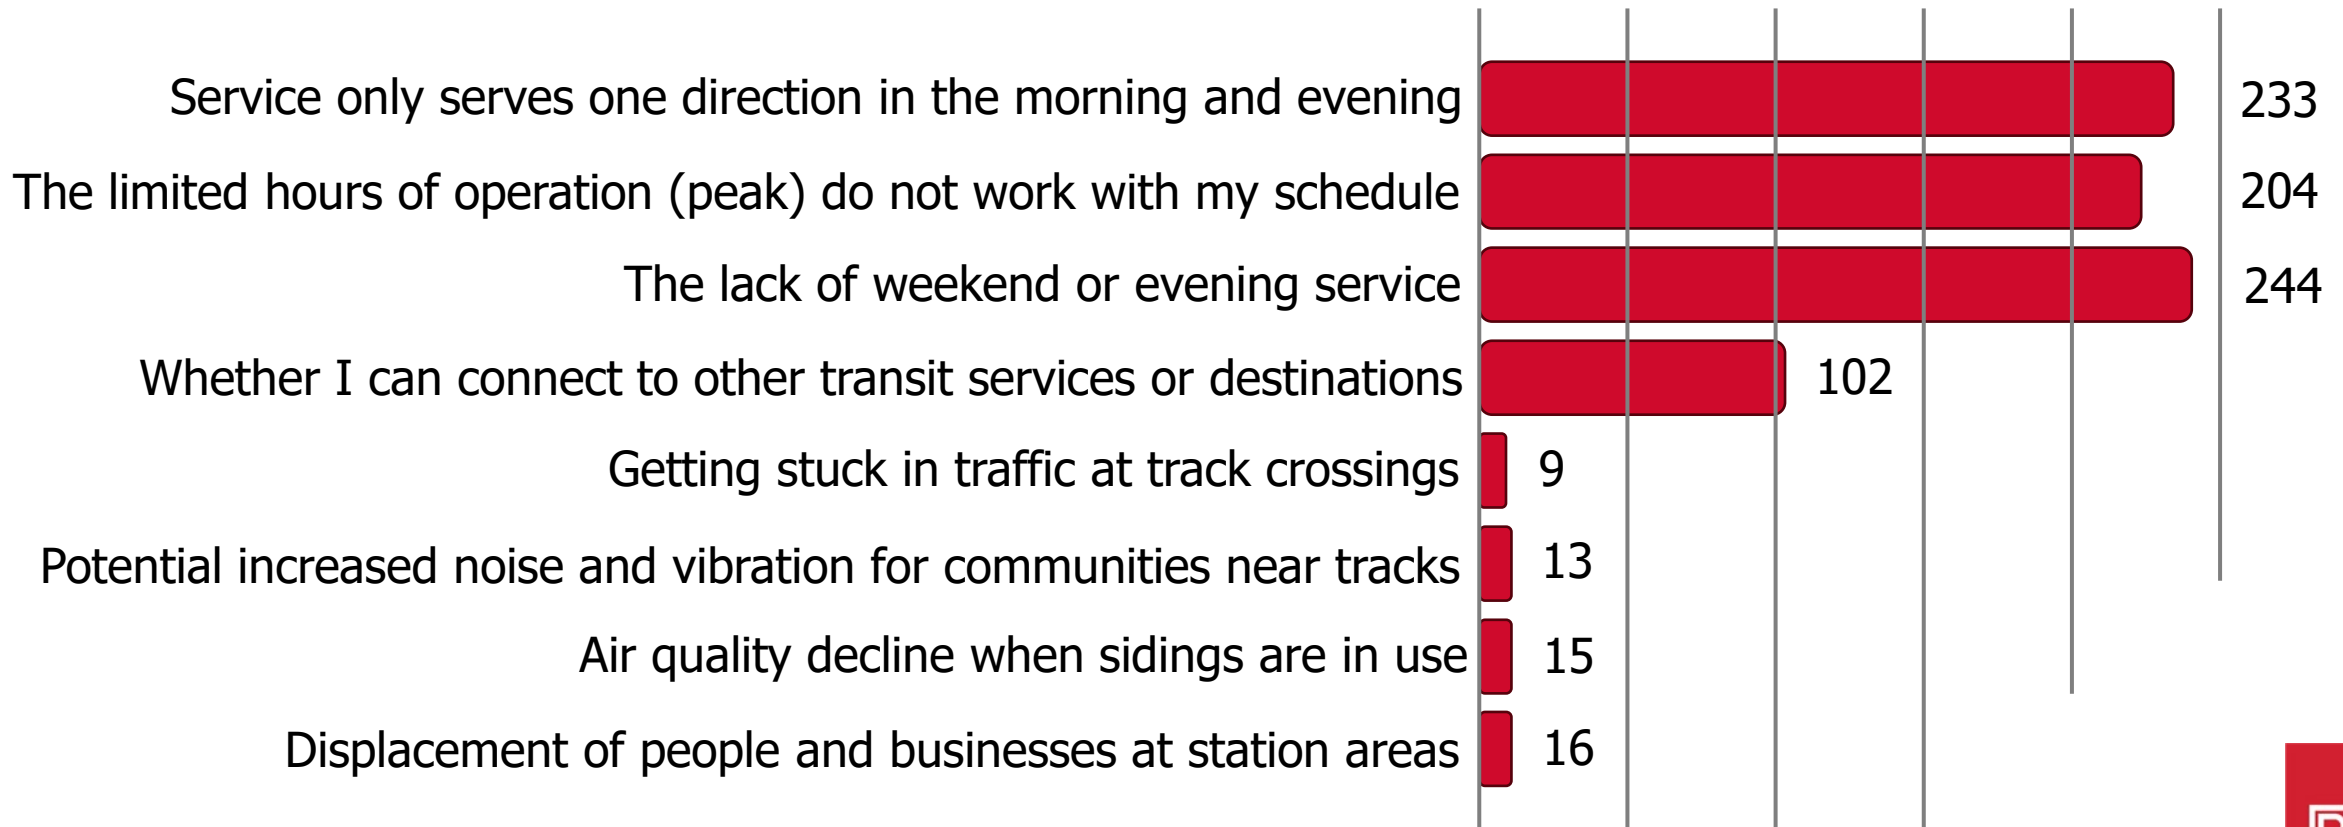 Service only serves one direction in the morning and evening 233
The limited hours of operation (peak) do not work with my schedule 204
The lack of weekend or evening service 244
Whether I can connect to other transit services or destinations 102
Getting stuck in traffic at track crossings 9
Potential increased noise and vibration for communities near tracks 13
Air quality decline when sidings are in use 15
Displacement of people and businesses at station areas 16